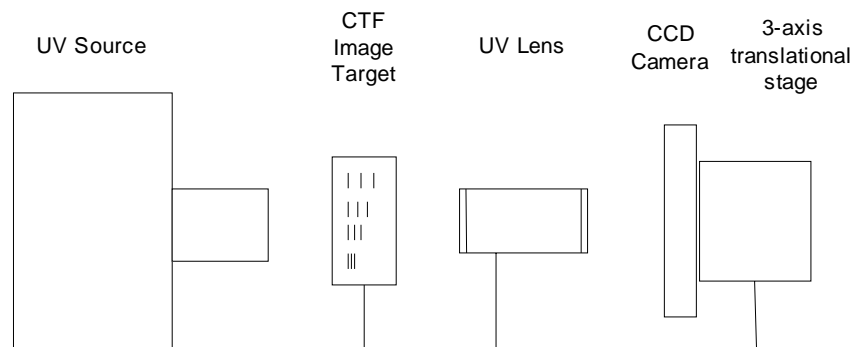 UV Source
CTF
Image
Target
UV Lens
CCD
Camera
3-axis
translational
stage